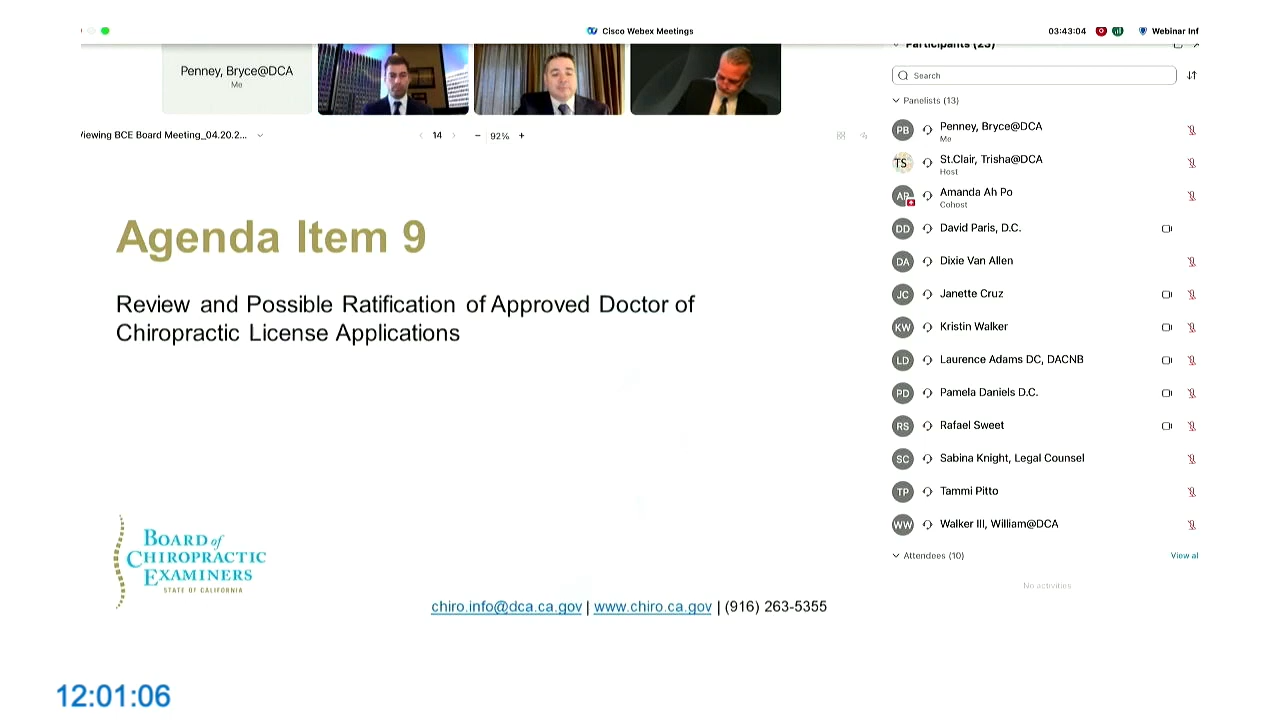 Cisco Webex Meetings
03:43:04
Webinar Inf
Participants (23)
Penney, Bryce@DCA
Me
Search
Panelists (13)
Viewing BCE Board Meeting_04.20.2...
14
92%
PB Penney, Bryce@DCA
Me
TS St.Clair, Trisha@DCA
Host
AP Amanda Ah Po
Cohost
DD David Paris, D.C.
DA Dixie Van Allen
JC Janette Cruz
KW Kristin Walker
LD Laurence Adams DC, DACNB
PD Pamela Daniels D.C.
RS Rafael Sweet
SC Sabina Knight, Legal Counsel
TP Tammi Pitto
WW Walker III, William@DCA
Attendees (10)
View al
No activities
Agenda Item 9
Review and Possible Ratification of Approved Doctor of
Chiropractic License Applications
BOARD of
CHIROPRACTIC
EXAMINERS
STATE OF CALIFORNIA
chiro.info@dca.ca.gov | www.chiro.ca.gov | (916) 263-5355
12:01:06